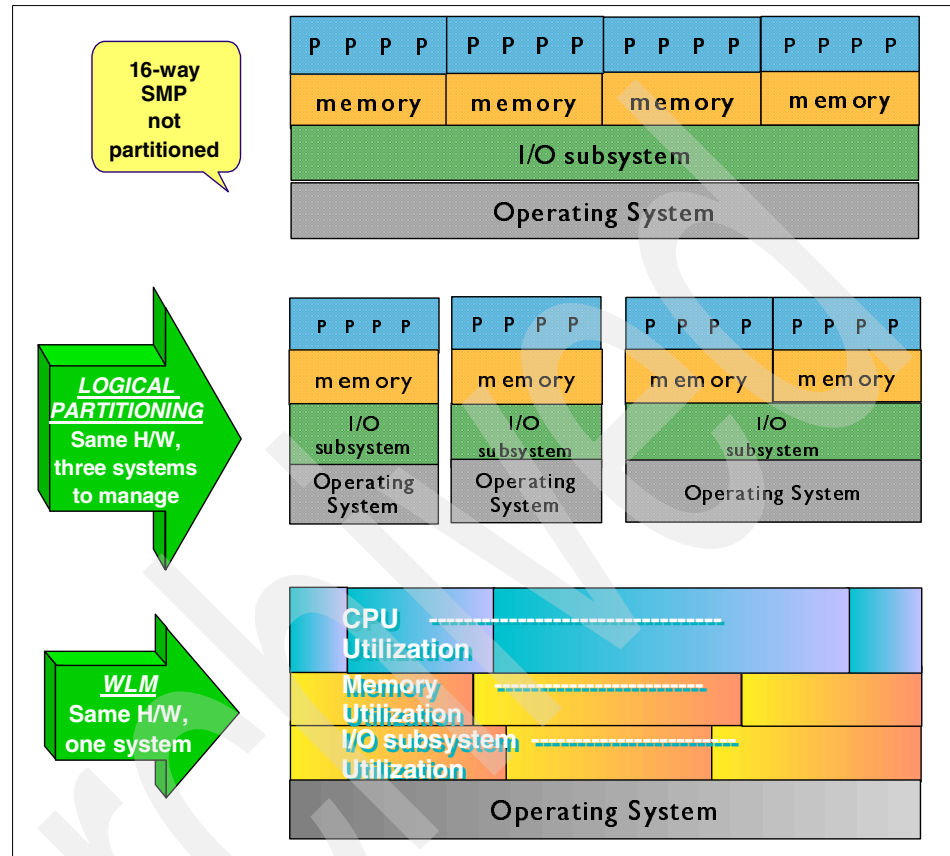 16-way
SMP
not
partitioned
P P P P P P P P P P P P P P P P
memory memory memory memory
I/O subsystem
Operating System
LOGICAL
PARTITIONING
Same H/W,
three systems
to manage
P P P P P P P P P P P P P P P P
memory memory memory memory
I/O
subsystem
I/O
subsystem
I/O
subsystem
Operating
System
Operating
System
Operating System
WLM
Same H/W,
one system
CPU
Utilization
Memory
Utilization
I/O subsystem
Utilization
Operating System